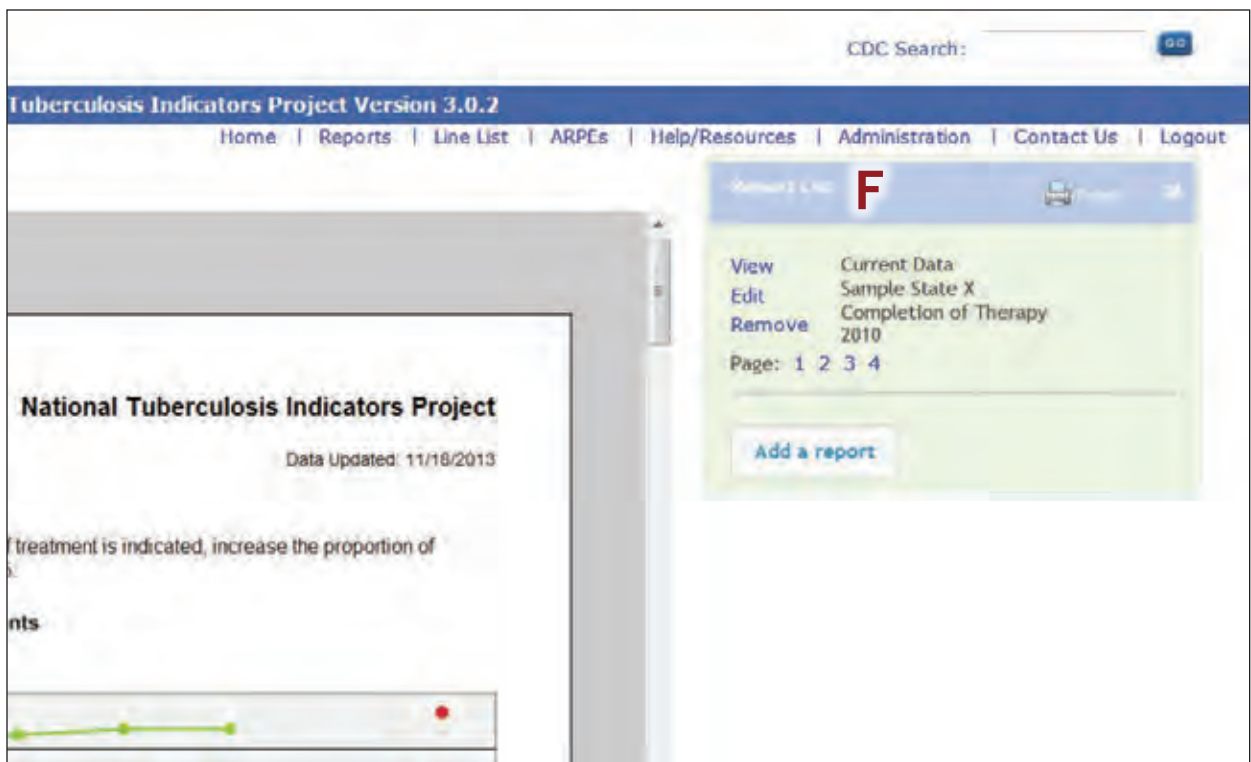 CDC Search:
GO
Tuberculosis Indicators Project Version 3.0.2
Home | Reports | Line List | ARPEs | Help/Resources | Administration | Contact Us | Logout
Report List F
View Current Data
Edit Sample State X
Remove Completion of Therapy
2010
Page: 1 2 3 4
Add a report
National Tuberculosis Indicators Project
Data Updated: 11/18/2013
treatment is indicated, increase the proportion of
nts